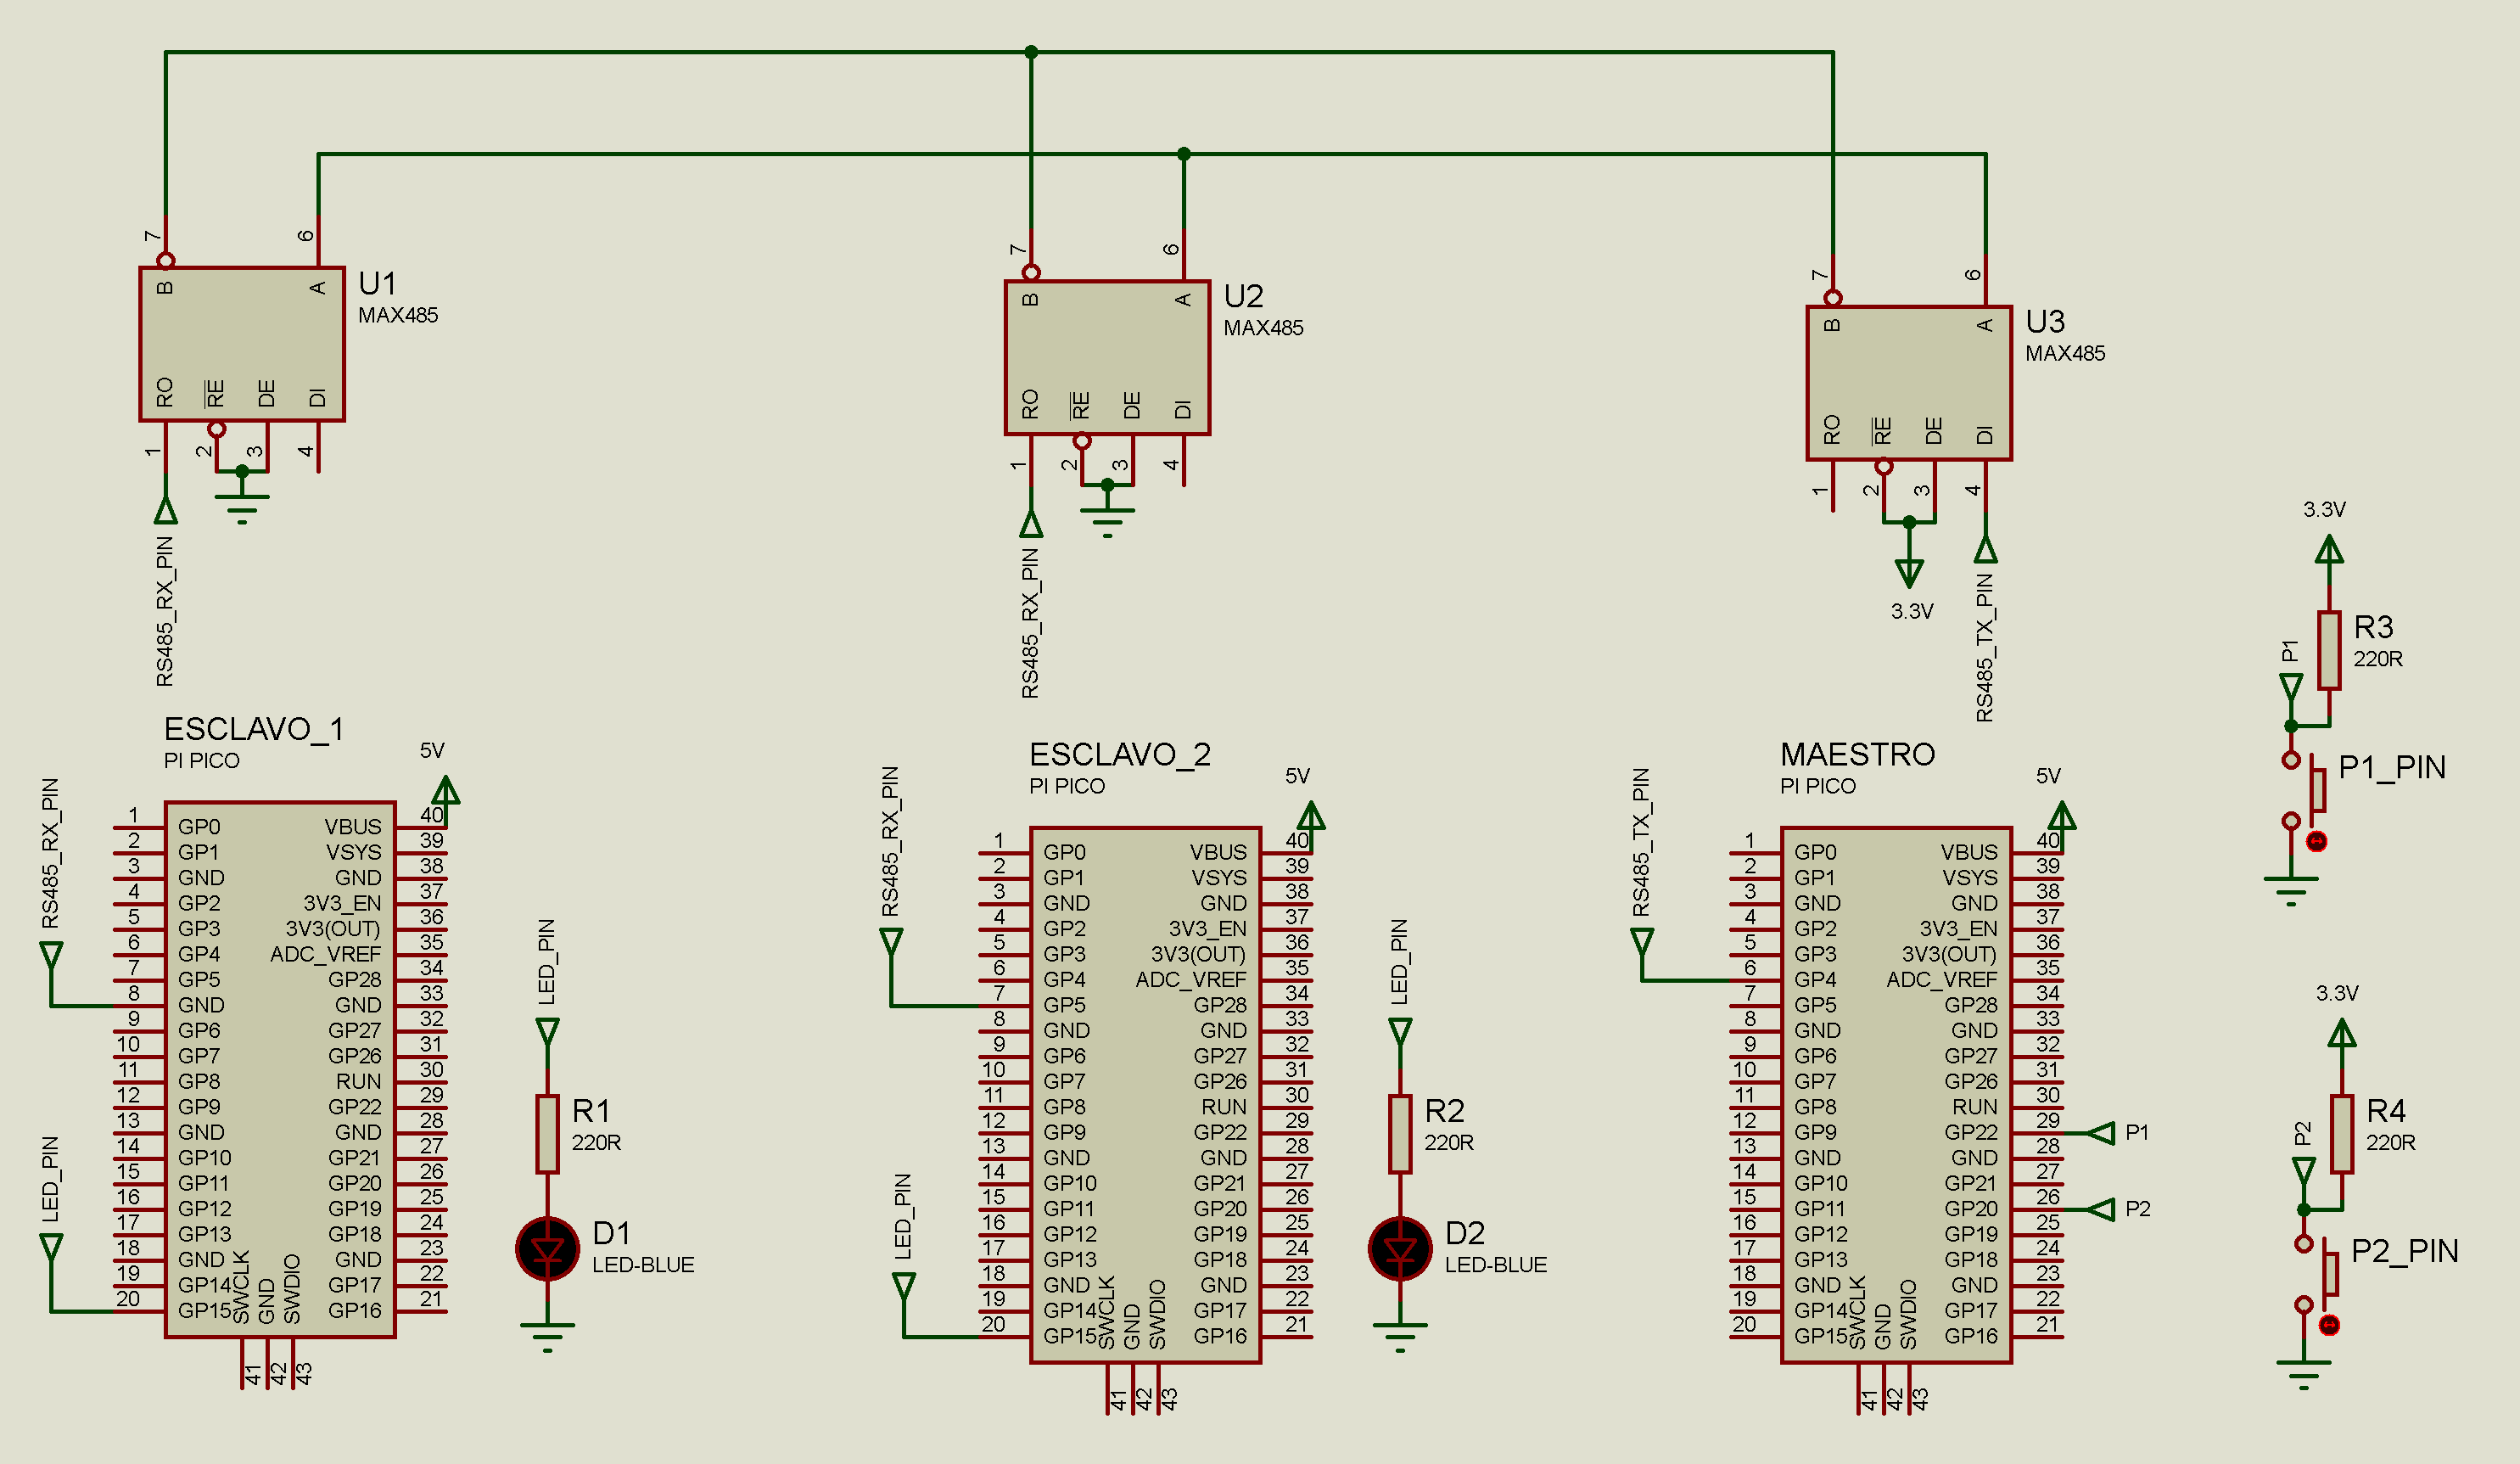 7
6
B
A
U1
MAX485
RO
RE
DE
DI
1
2
3
4
RS485_RX_PIN
7
6
B
A
U2
MAX485
RO
RE
DE
DI
1
2
3
4
RS485_RX_PIN
7
6
B
A
U3
MAX485
RO
RE
DE
DI
1
2
3
4
3.3V
RS485_TX_PIN
3.3V
R3
220R
P1
P1_PIN
3.3V
R4
220R
P2
P2_PIN
ESCLAVO_1
PI PICO
5V
RS485_RX_PIN
LED_PIN
1 GP0 VBUS 40
2 GP1 VSYS 39
3 GND GND 38
4 GP2 3V3_EN 37
5 GP3 3V3(OUT) 36
6 GP4 ADC_VREF 35
7 GP5 GP28 34
8 GND GND 33
9 GP6 GP27 32
10 GP7 GP26 31
11 GP8 RUN 30
12 GP9 GP22 29
13 GND GND 28
14 GP10 GP21 27
15 GP11 GP20 26
16 GP12 GP19 25
17 GP13 GP18 24
18 GND GND 23
19 GP14 GP17 22
20 GP15 GP16 21
SWCLK
GND
SWDIO
41
42
43
LED_PIN
R1
220R
D1
LED-BLUE
ESCLAVO_2
PI PICO
5V
RS485_RX_PIN
LED_PIN
1 GP0 VBUS 40
2 GP1 VSYS 39
3 GND GND 38
4 GP2 3V3_EN 37
5 GP3 3V3(OUT) 36
6 GP4 ADC_VREF 35
7 GP5 GP28 34
8 GND GND 33
9 GP6 GP27 32
10 GP7 GP26 31
11 GP8 RUN 30
12 GP9 GP22 29
13 GND GND 28
14 GP10 GP21 27
15 GP11 GP20 26
16 GP12 GP19 25
17 GP13 GP18 24
18 GND GND 23
19 GP14 GP17 22
20 GP15 GP16 21
SWCLK
GND
SWDIO
41
42
43
LED_PIN
R2
220R
D2
LED-BLUE
MAESTRO
PI PICO
5V
RS485_TX_PIN
1 GP0 VBUS 40
2 GP1 VSYS 39
3 GND GND 38
4 GP2 3V3_EN 37
5 GP3 3V3(OUT) 36
6 GP4 ADC_VREF 35
7 GP5 GP28 34
8 GND GND 33
9 GP6 GP27 32
10 GP7 GP26 31
11 GP8 RUN 30
12 GP9 GP22 29 P1
13 GND GND 28
14 GP10 GP21 27
15 GP11 GP20 26 P2
16 GP12 GP19 25
17 GP13 GP18 24
18 GND GND 23
19 GP14 GP17 22
20 GP15 GP16 21
SWCLK
GND
SWDIO
41
42
43